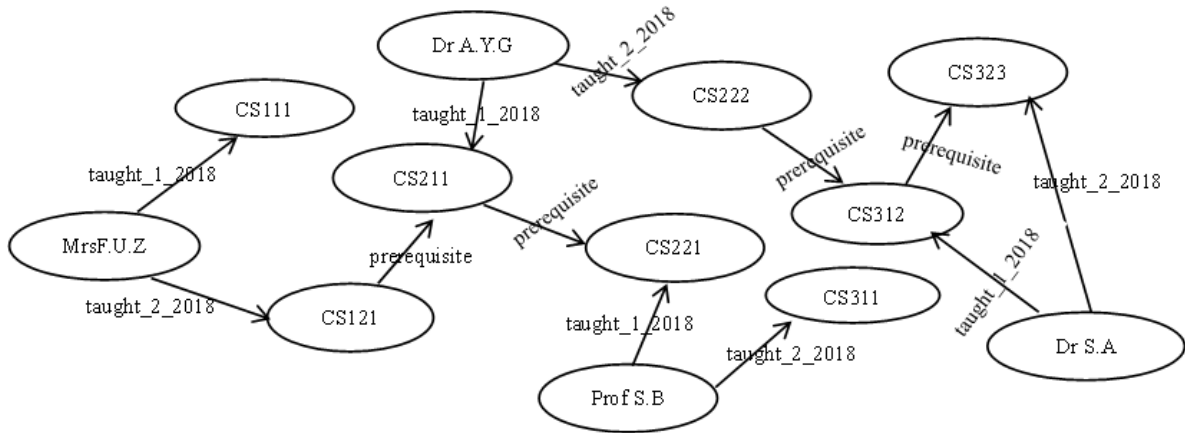 Dr A.Y.G
taught_2_2018
CS323
CS222
CS111
taught_1_2018
prerequisite
prerequisite
taught_1_2018
CS211
prerequisite
taught_2_2018
CS312
MrsF.U.Z
prerequisite
CS221
taught_1_2018
taught_2_2018
CS121
CS311
taught_1_2018
taught_2_2018
Dr S.A
Prof S.B